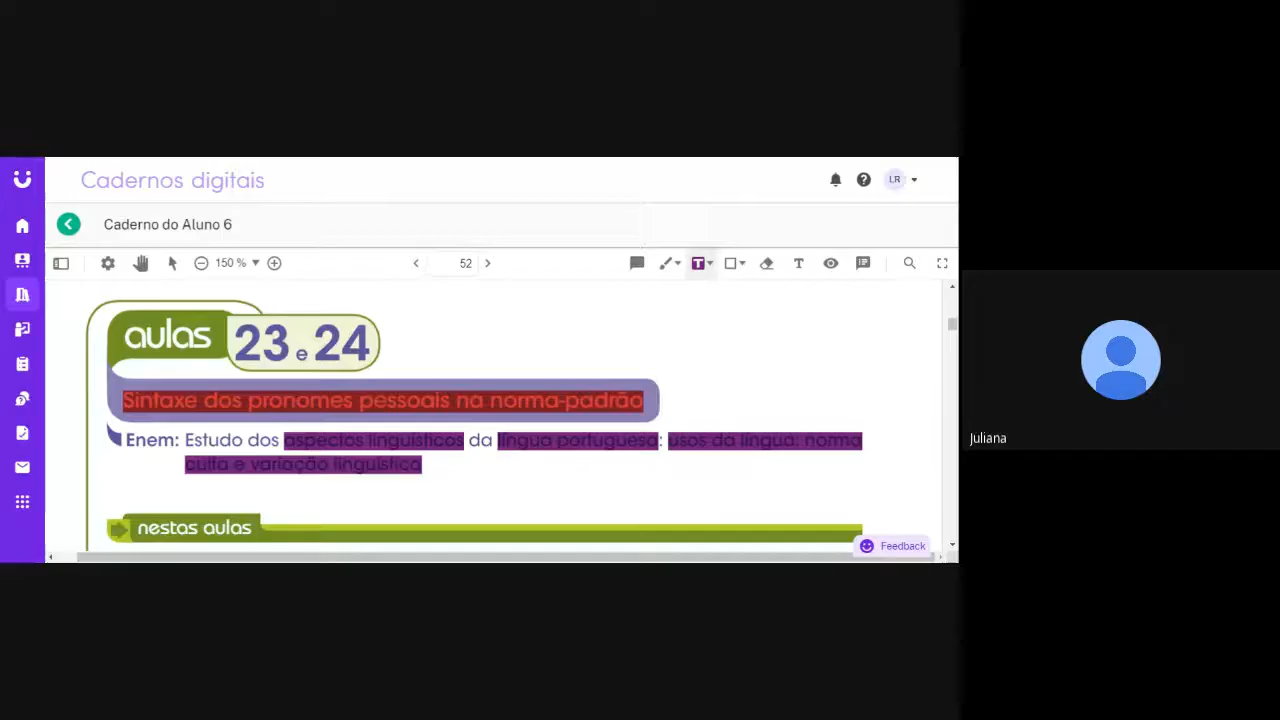 Cadernos digitais
LR
Caderno do Aluno 6
150 %
52
aulas 23 e 24
Sintaxe dos pronomes pessoais na norma-padrão
Enem: Estudo dos aspectos linguísticos da língua portuguesa: usos da língua: norma
culta e variação linguística
nestas aulas
Feedback
Juliana